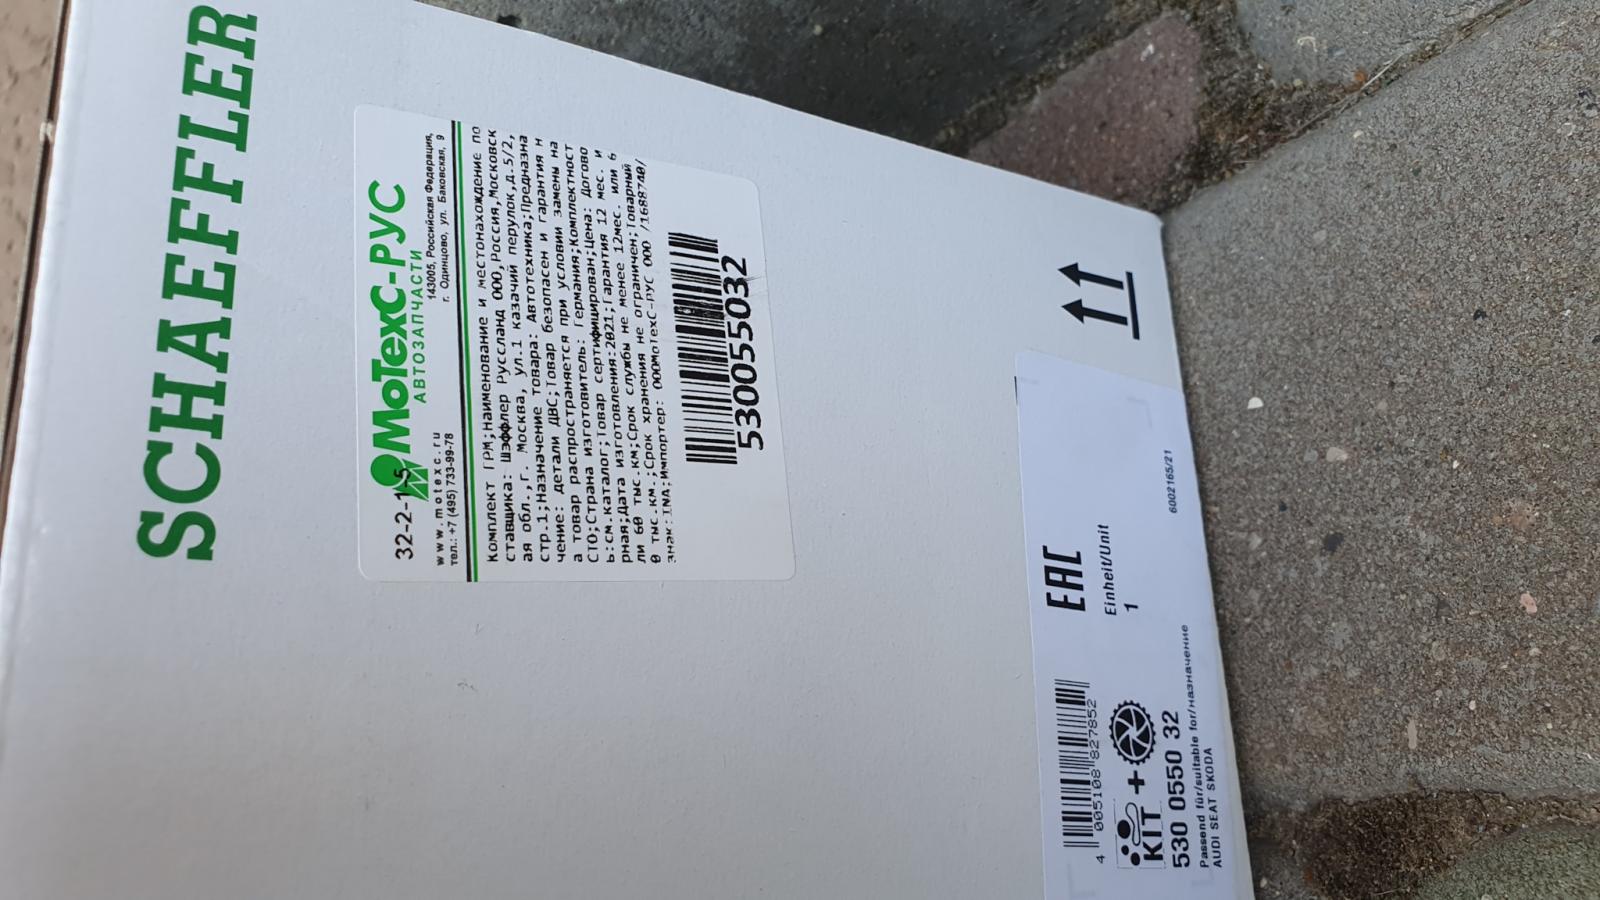 SCHAEFFLER
32-2-1-5
МоТехС-РУС
АВТОЗАПЧАСТИ
www.motexc.ru
тел.: +7 (495) 733-99-78
143005, Российская Федерация,
г. Одинцово, ул. Баковская, 9
Комплект ГРМ;Наименование и местонахождение по
ставщика: Шэффлер Руссланд ООО,Россия,Московск
ая обл.,г. Москва, ул.1 казачий перулок,д.5/2,
стр.1;Назначение товара: Автотехника;Предназна
чение: детали ДВС;Товар безопасен и гарантия н
а товар распространяется при условии замены на
СТО;Страна изготовитель: Германия;Комплектност
ь:см.каталог;Товар сертифицирован;Цена: Догово
рная;Дата изготовления:2021;Гарантия 12 мес. и
ли 60 тыс.км;Срок службы не менее 12мес. или 6
0 тыс.км.;Срок хранения не ограничен;Товарный
знак:INA;Импортер: ОООМоТехС-РУС ООО /1688740/
530055032
EAC
Einheit/Unit
1
6002165/21
4 005108 827852
KIT +
530 0550 32
Passend für/suitable for/назначение
AUDI SEAT SKODA